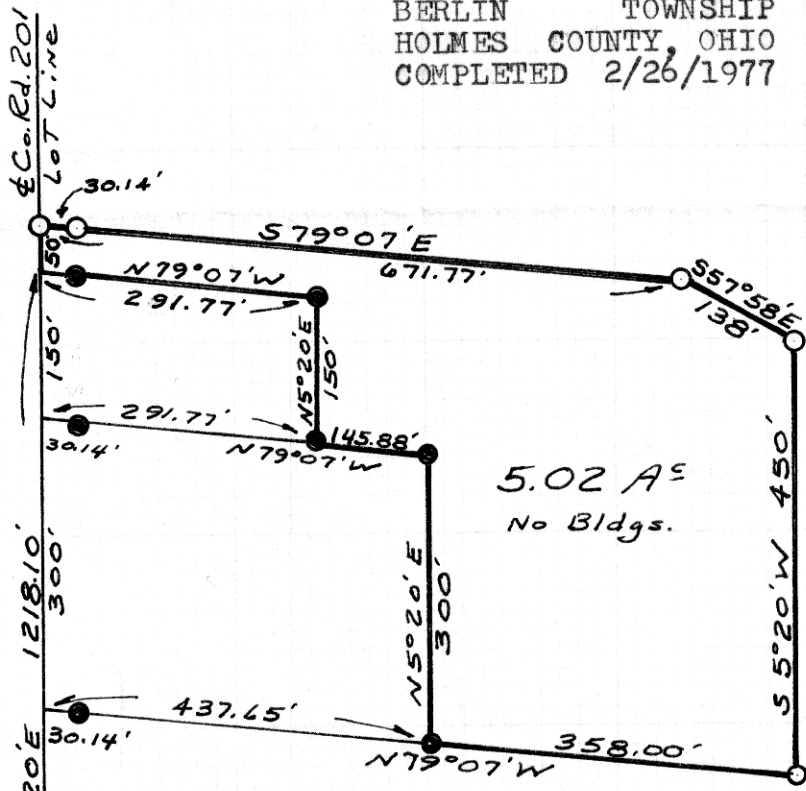 BERLIN TOWNSHIP
HOLMES COUNTY, OHIO
COMPLETED 2/26/1977
℄ Co. Rd. 201
LOT Line
30.14'
S 79° 07' E
671.77'
S 57° 58' E
138'
50'
N 79° 07' W
291.77'
150'
N 5° 20' E
150'
291.77'
30.14'
N 79° 07' W
145.88'
5.02 Ac
No Bldgs.
S 5° 20' W 450'
1218.10'
300'
N 5° 20' E
300'
437.65'
30.14'
N 79° 07' W
358.00'
20'E